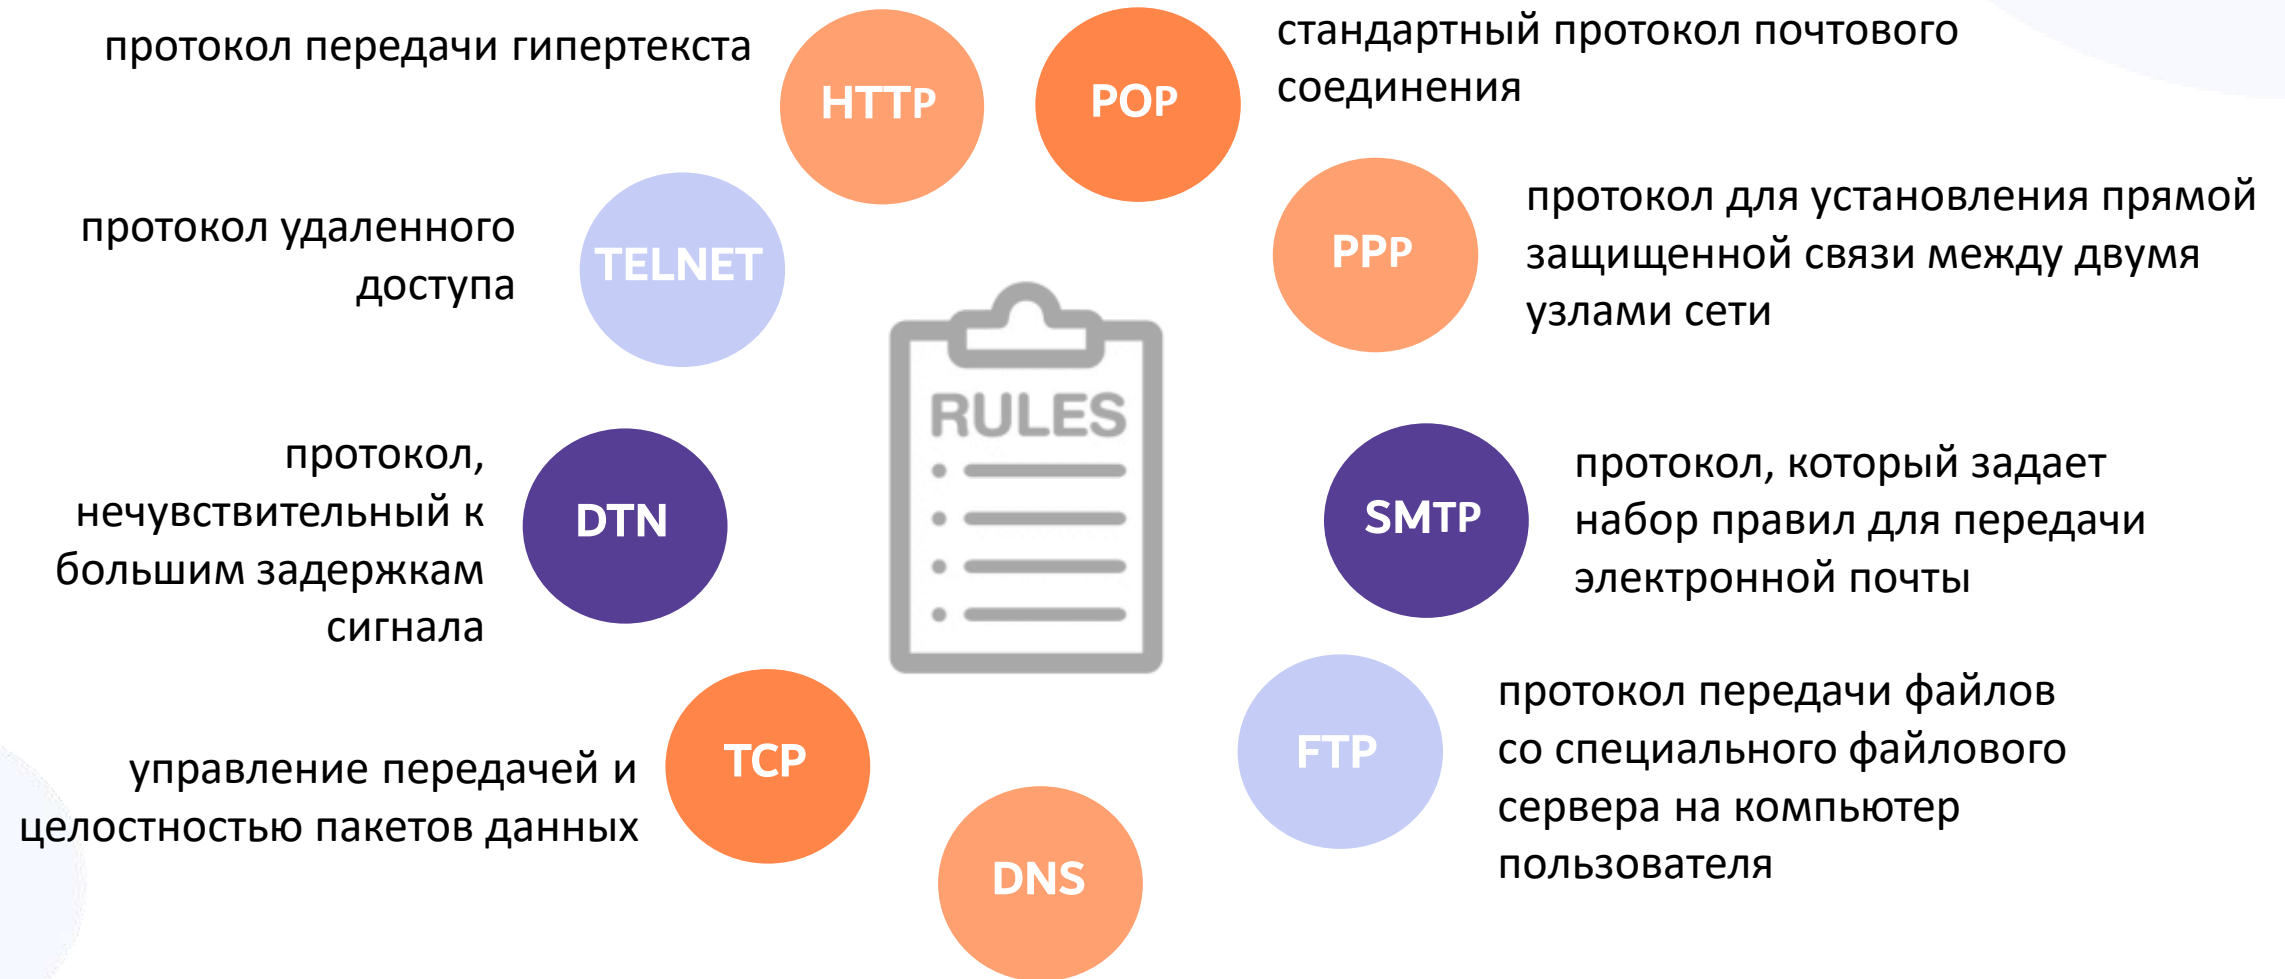 протокол передачи гипертекста
HTTP
POP
стандартный протокол почтового
соединения
протокол удаленного
доступа
TELNET
PPP
протокол для установления прямой
защищенной связи между двумя
узлами сети
RULES
протокол,
нечувствительный к
большим задержкам
сигнала
DTN
SMTP
протокол, который задает
набор правил для передачи
электронной почты
управление передачей и
целостностью пакетов данных
TCP
FTP
протокол передачи файлов
со специального файлового
сервера на компьютер
пользователя
DNS